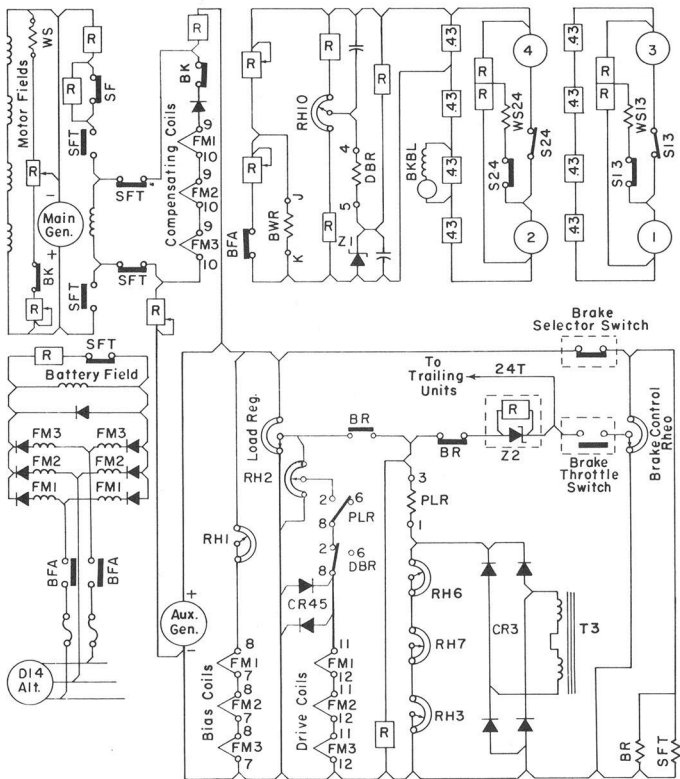 WS
R
R
SF
Motor Fields
R
SFT
R
SFT
Main
Gen.
−
+
BK
SFT
SFT
R
R
R
BK
Compensating Coils
9
FM1
10
9
FM2
10
9
FM3
10
R
R
BFA
J
BWR
K
R
RH10
R
4
DBR
5
Z1
R
.43
.43
.43
.43
BKBL
R
R
WS24
S24
4
S24
2
.43
.43
.43
.43
R
R
WS13
S13
3
S13
1
SFT
R
Battery Field
FM3
FM3
FM2
FM2
FM1
FM1
BFA
BFA
D14
Alt.
+
Aux.
Gen.
−
Brake
Selector Switch
To
Trailing
Units
24T
Load Reg.
BR
BR
R
Z2
Brake
Throttle
Switch
Brake Control
Rheo
RH2
2
6
PLR
8
2
6
DBR
8
CR45
3
PLR
1
RH1
RH6
RH7
RH3
CR3
T3
Bias Coils
8
FM1
7
8
FM2
7
8
FM3
7
Drive Coils
11
FM1
12
11
FM2
12
11
FM3
12
R
BR
SFT